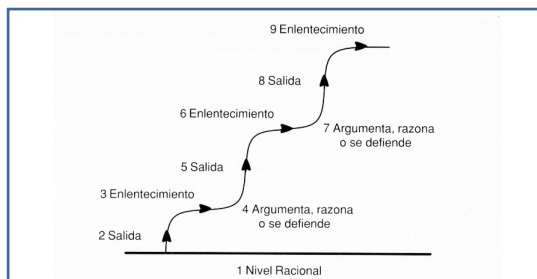 9 Enlentecimiento
8 Salida
6 Enlentecimiento
7 Argumenta, razona
o se defiende
5 Salida
3 Enlentecimiento
4 Argumenta, razona
o se defiende
2 Salida
1 Nivel Racional